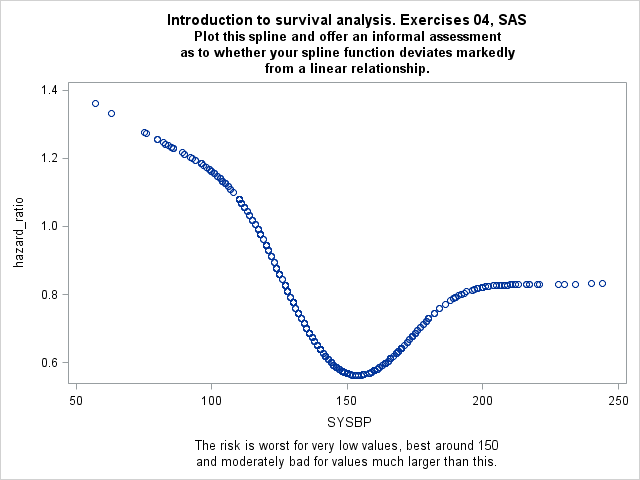 Introduction to survival analysis. Exercises 04, SAS
Plot this spline and offer an informal assessment
as to whether your spline function deviates markedly
from a linear relationship.
1.4
1.2
1.0
0.8
0.6
hazard_ratio
50
100
150
200
250
SYSBP
The risk is worst for very low values, best around 150
and moderately bad for values much larger than this.